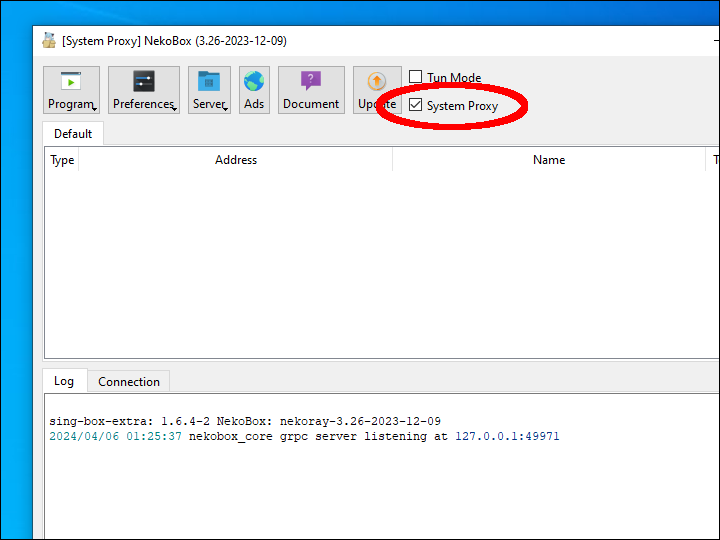 [System Proxy] NekoBox (3.26-2023-12-09)
Program
Preferences
Server
Ads
Document
Update
Tun Mode
System Proxy
Default
Type
Address
Name
T
Log
Connection
sing-box-extra: 1.6.4-2 NekoBox: nekoray-3.26-2023-12-09
2024/04/06 01:25:37 nekobox_core grpc server listening at 127.0.0.1:49971